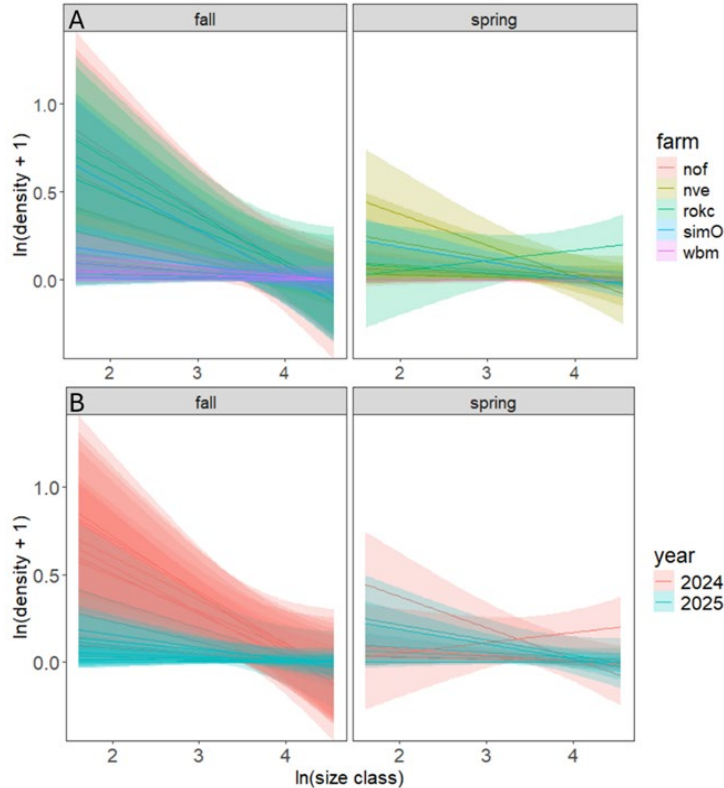 A
fall
spring
ln(density + 1)
1.0
0.5
0.0
2
3
4
2
3
4
farm
nof
nve
rokc
simO
wbm
B
fall
spring
ln(density + 1)
1.0
0.5
0.0
2
3
4
2
3
4
ln(size class)
year
2024
2025